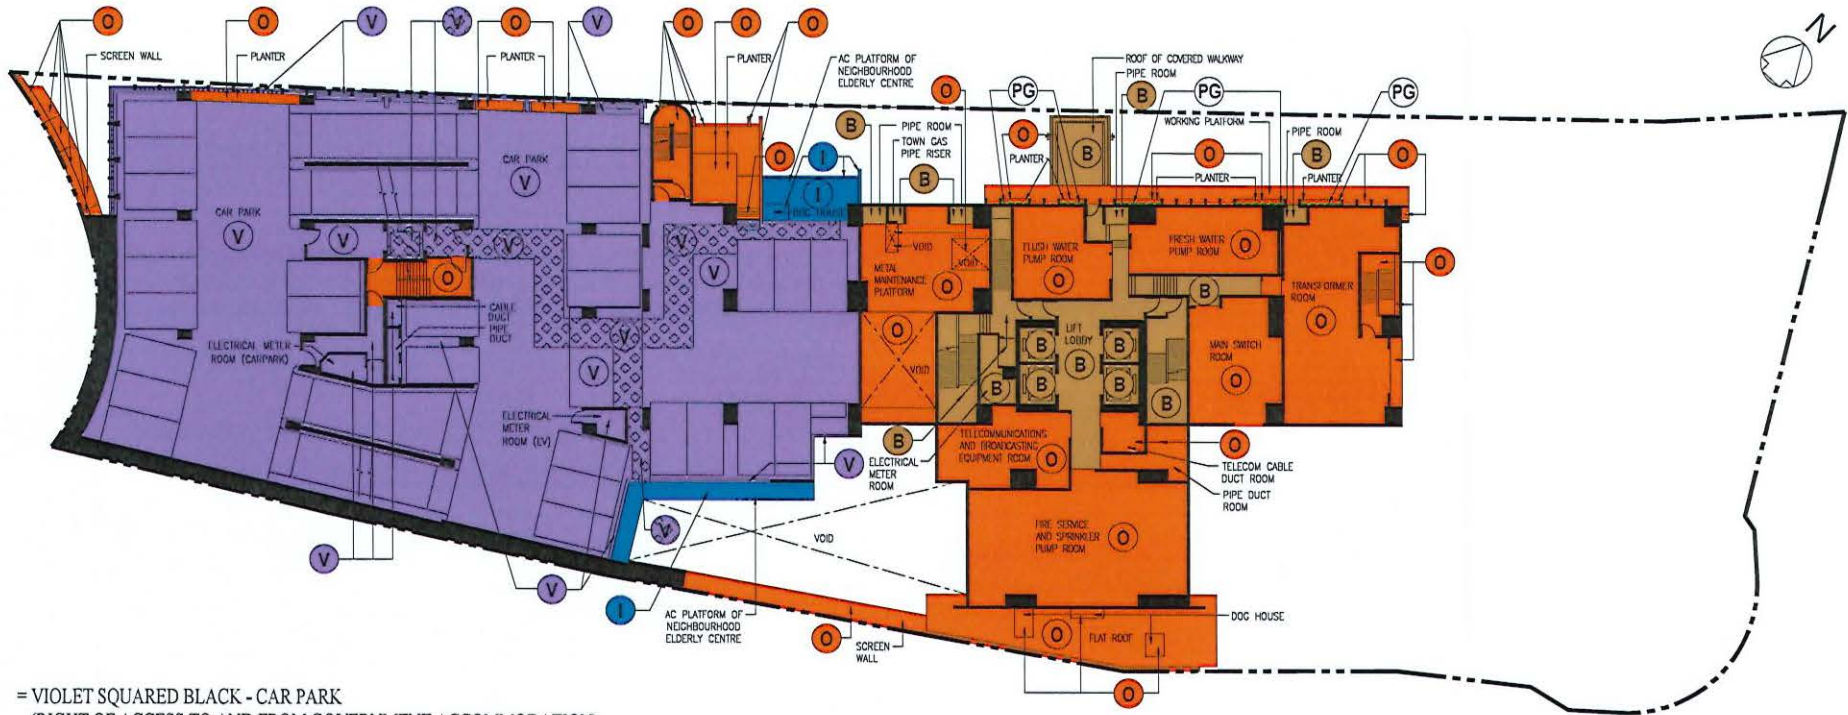 O
V
V
O
V
O
O
O
N
SCREEN WALL
PLANTER
PLANTER
PLANTER
AC PLATFORM OF
NEIGHBOURHOOD
ELDERLY CENTRE
ROOF OF COVERED WALKWAY
PIPE ROOM
O
PG
B
PG
PG
WORKING PLATFORM
B
PIPE ROOM
TOWN GAS
PIPE RISER
O
PLANTER
B
O
PLANTER
PIPE ROOM
B
PLANTER
O
CAR PARK
V
O
I
I
B
CAR PARK
V
V
V
V
V
VOID
VOID
FLUSH WATER
PUMP ROOM
O
FRESH WATER
PUMP ROOM
O
O
O
METAL
MAINTENANCE
PLATFORM
O
B
TRANSFORMER
ROOM
O
CABLE
DUCT
PIPE
DUCT
V
O
LIFT
LOBBY
B
B
B
B
B
MAIN SWITCH
ROOM
O
ELECTRICAL METER
ROOM (CARPARK)
V
VOID
B
B
ELECTRICAL
METER
ROOM (EV)
B
TELECOMMUNICATIONS
AND BROADCASTING
EQUIPMENT ROOM
O
O
V
ELECTRICAL
METER
ROOM
TELECOM CABLE
DUCT ROOM
PIPE DUCT
ROOM
V
VOID
FIRE SERVICE
AND SPRINKLER
PUMP ROOM
O
V
V
I
AC PLATFORM OF
NEIGHBOURHOOD
ELDERLY CENTRE
O
SCREEN
WALL
O
FLAT ROOF
DOG HOUSE
O
= VIOLET SQUARED BLACK - CAR PARK